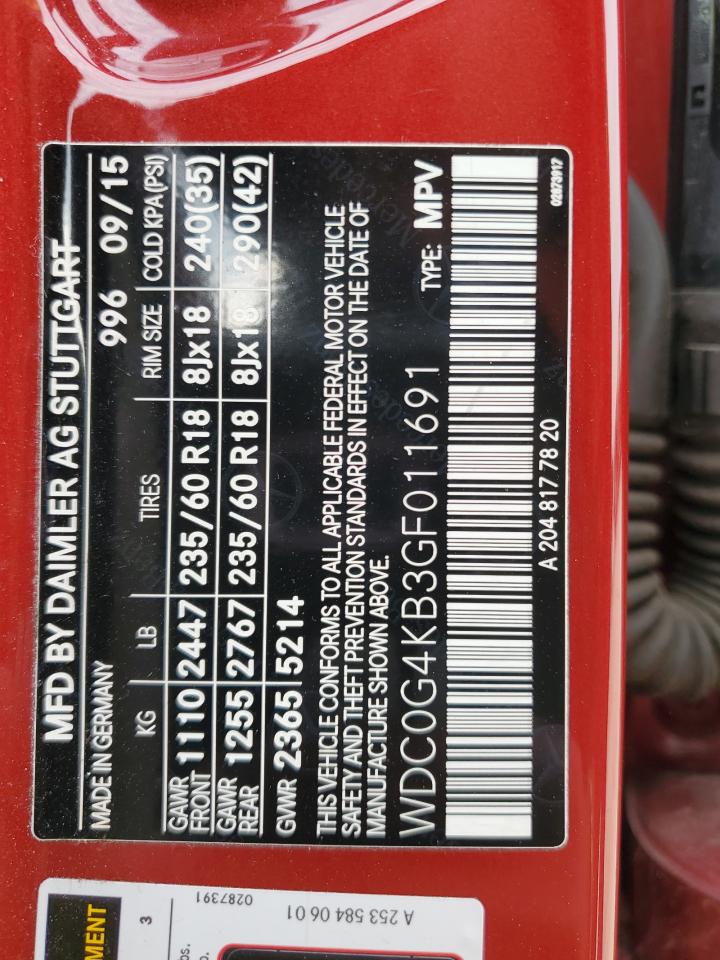 MFD BY DAIMLER AG STUTTGART
MADE IN GERMANY 996 09/15
KG LB TIRES RIM SIZE COLD KPA(PSI)
GAWR FRONT 1110 2447 235/60 R18 8Jx18 240(35)
GAWR REAR 1255 2767 235/60 R18 8Jx18 290(42)
GVWR 2365 5214
THIS VEHICLE CONFORMS TO ALL APPLICABLE FEDERAL MOTOR VEHICLE
SAFETY AND THEFT PREVENTION STANDARDS IN EFFECT ON THE DATE OF
MANUFACTURE SHOWN ABOVE.
WDC0G4KB3GF011691 TYPE: MPV
A 204 817 78 20
02873917
0287391
A 253 584 06 01
MENT
3